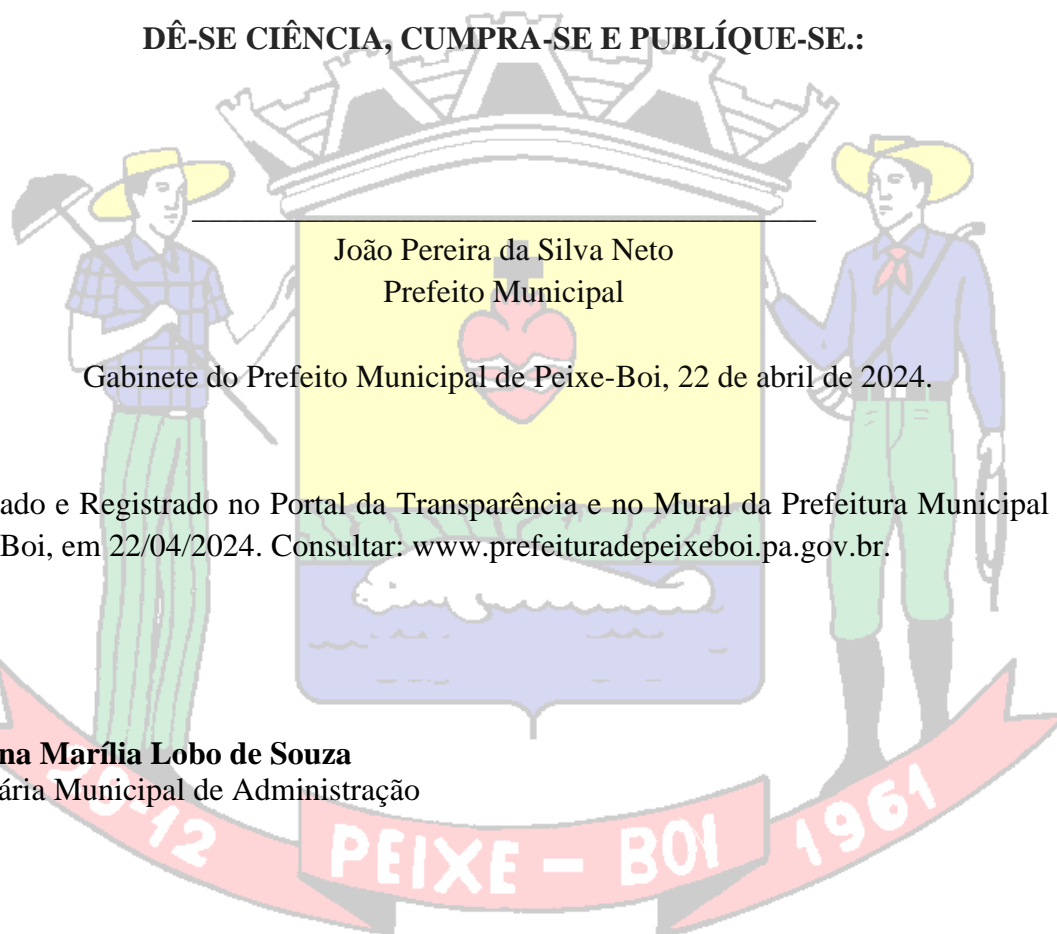 DÊ-SE CIÊNCIA, CUMPRA-SE E PUBLÍQUE-SE.:
João Pereira da Silva Neto
Prefeito Municipal
Gabinete do Prefeito Municipal de Peixe-Boi, 22 de abril de 2024.
ado e Registrado no Portal da Transparência e no Mural da Prefeitura Municipal
Boi, em 22/04/2024. Consultar: www.prefeituradepeixeboi.pa.gov.br.
na Marília Lobo de Souza
ária Municipal de Administração
PEIXE – BOI 1961